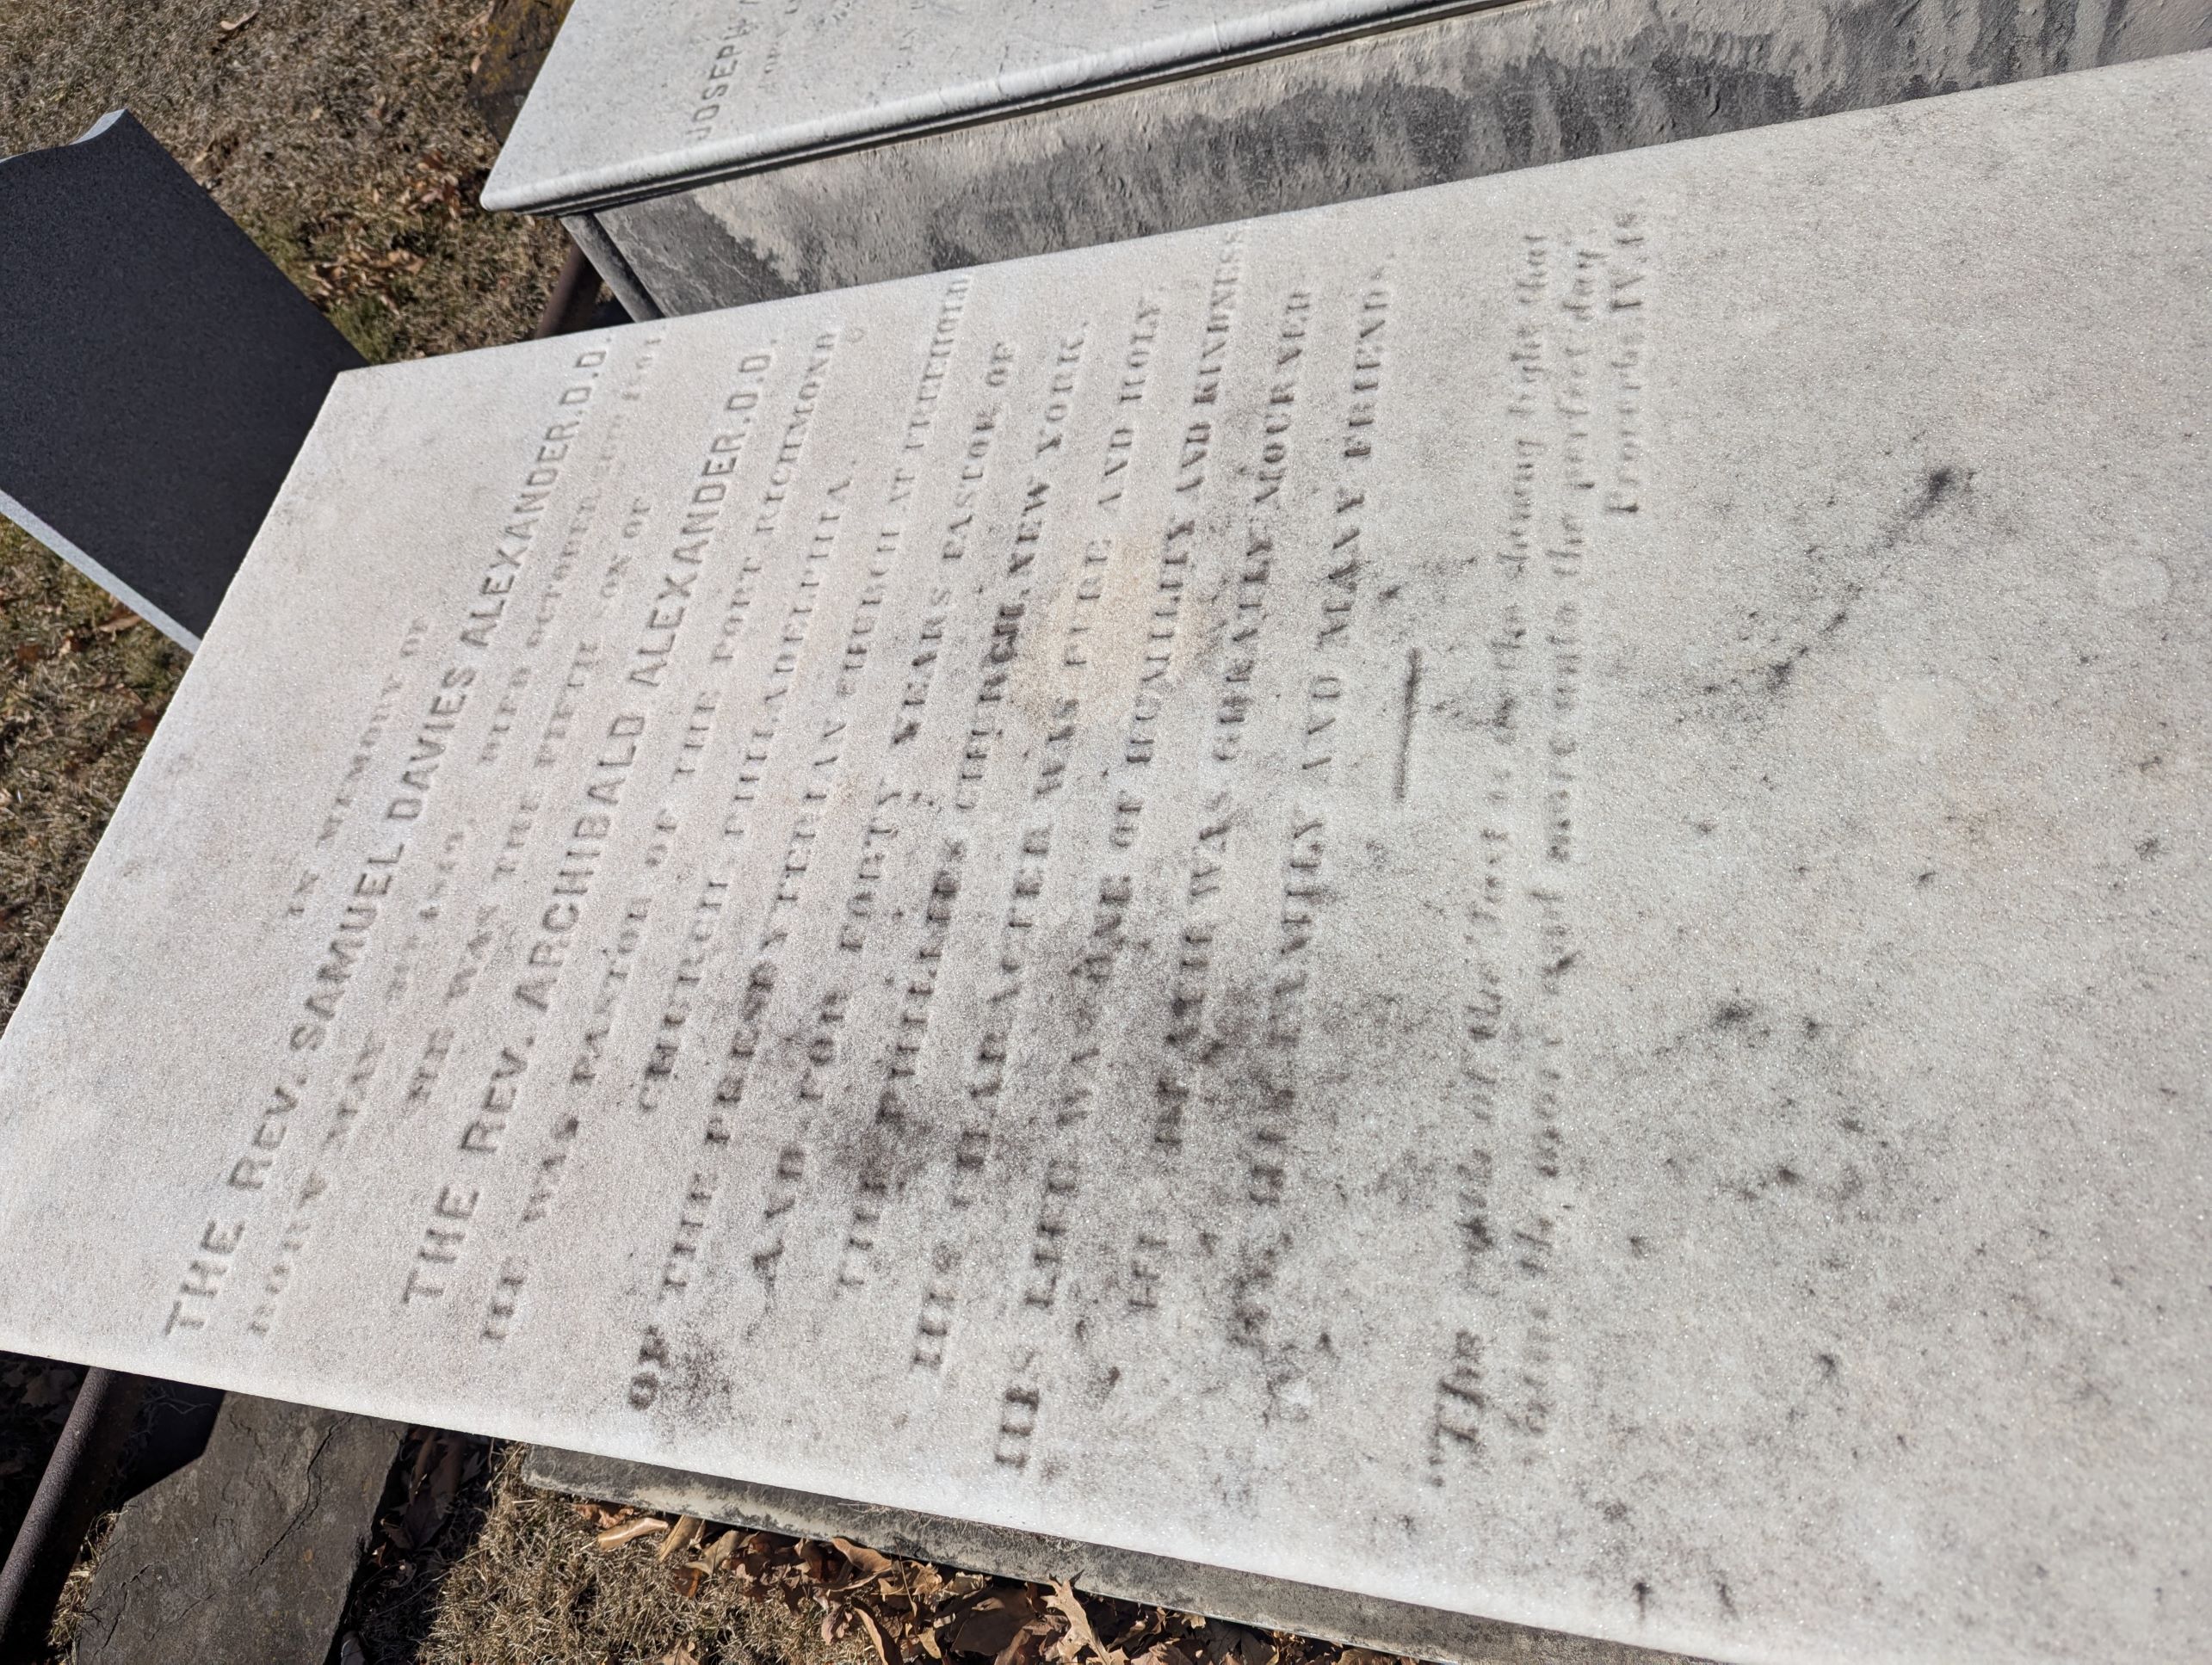 IN MEMORY OF
THE REV. SAMUEL DAVIES ALEXANDER. D.D.
BORN MAY 3RD 1819. DIED OCTOBER 26TH 1894.
HE WAS THE FIFTH SON OF
THE REV. ARCHIBALD ALEXANDER. D.D.
HE WAS PASTOR OF THE PORT RICHMOND
CHURCH, PHILADELPHIA.
OF THE PRESBYTERIAN CHURCH AT FREEHOLD
AND FOR FORTY YEARS PASTOR OF
THE PHILLIPS CHURCH, NEW YORK.
HIS CHARACTER WAS PURE AND HOLY.
HIS LIFE WAS ONE OF HUMILITY AND KINDNESS.
HIS DEATH WAS GREATLY MOURNED
BY HIS FAMILY AND MANY FRIENDS.
"The path of the Just is as the shining light that
shineth more and more unto the perfect day".
Proverbs. IV, 18.
JOSEPH